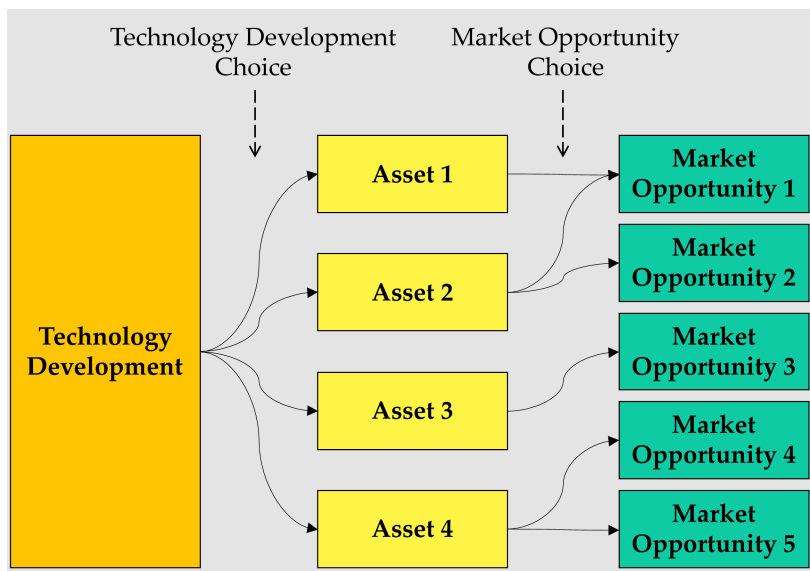 Technology Development
Choice
Market Opportunity
Choice
Technology
Development
Asset 1
Asset 2
Asset 3
Asset 4
Market
Opportunity 1
Market
Opportunity 2
Market
Opportunity 3
Market
Opportunity 4
Market
Opportunity 5